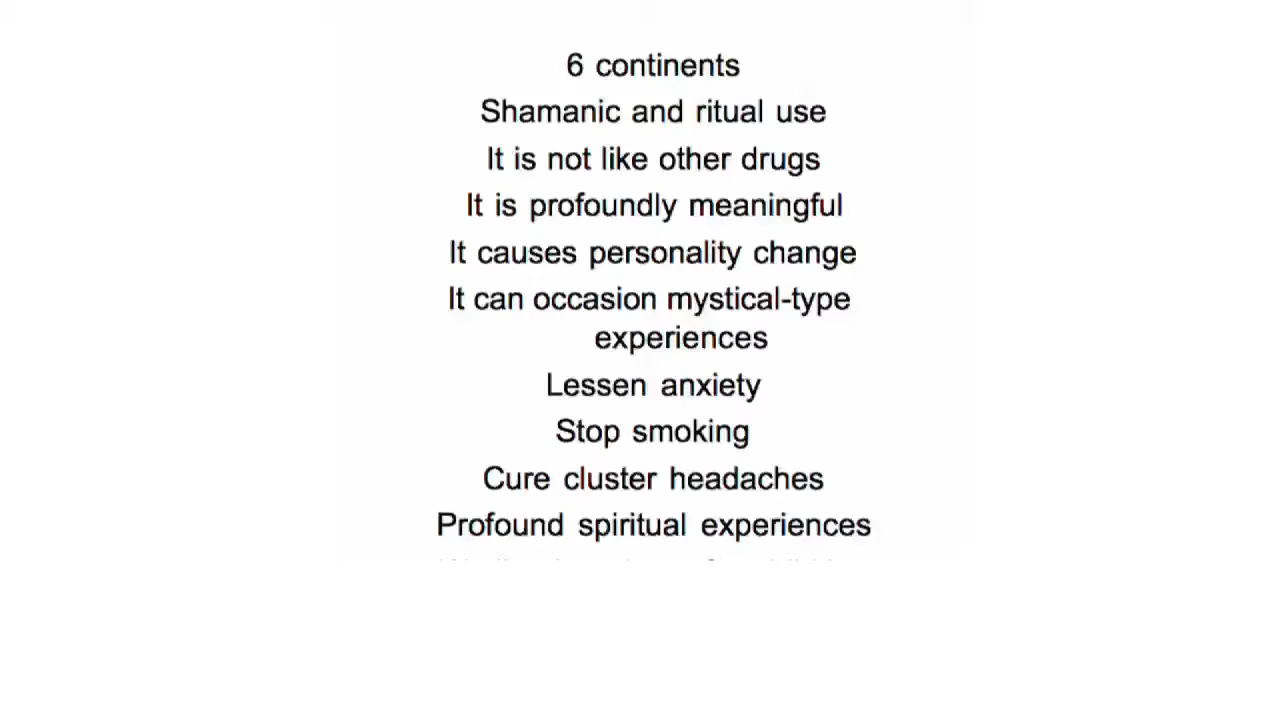 6 continents
Shamanic and ritual use
It is not like other drugs
It is profoundly meaningful
It causes personality change
It can occasion mystical-type
experiences
Lessen anxiety
Stop smoking
Cure cluster headaches
Profound spiritual experiences